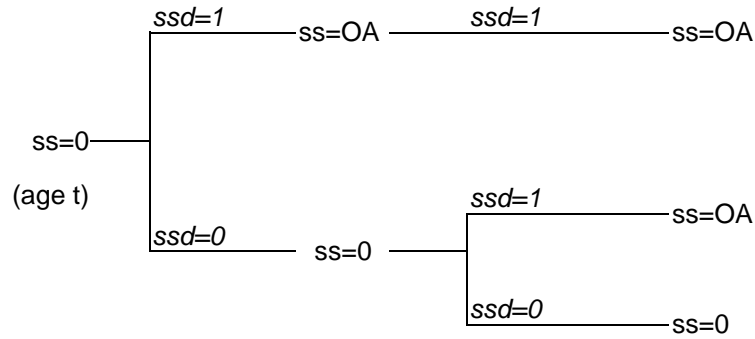 ssd=1 ss=OA ssd=1 ss=OA
ss=0
(age t)
ssd=1 ss=OA
ssd=0 ss=0
ssd=0 ss=0